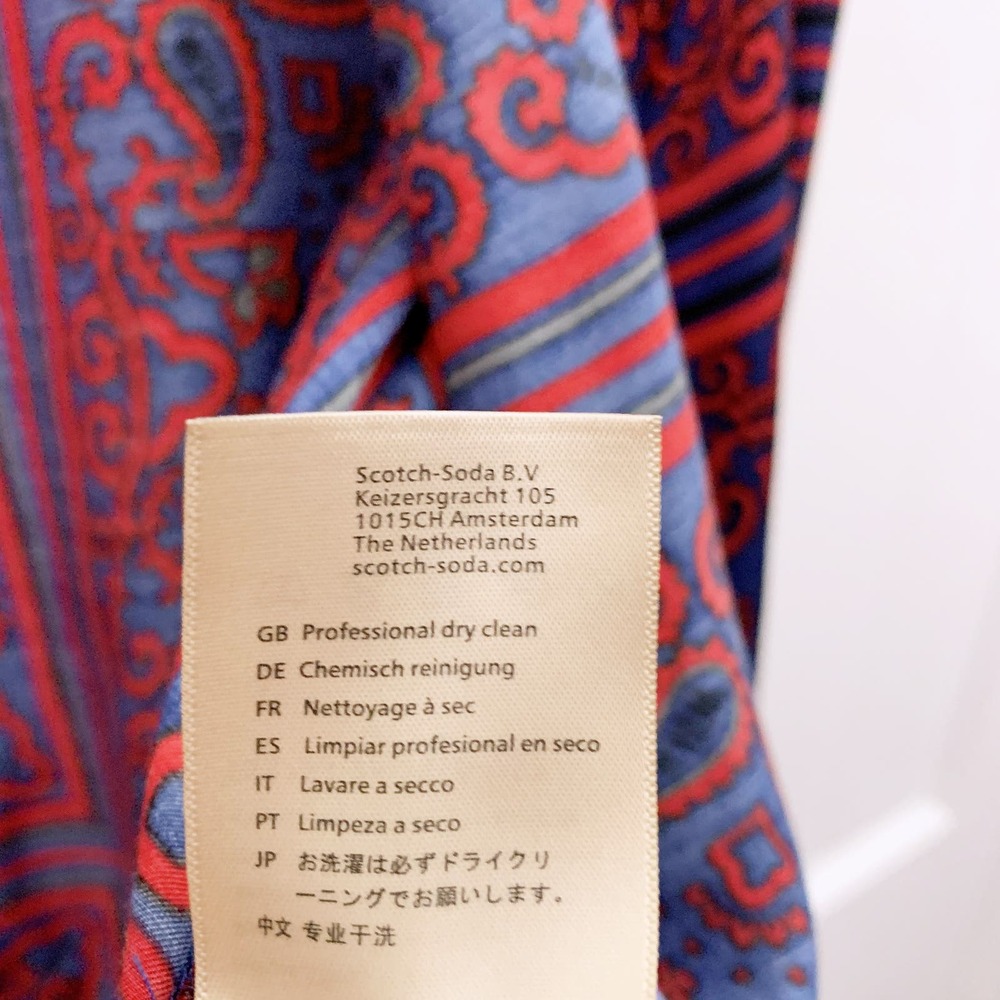 Scotch-Soda B.V
Keizersgracht 105
1015CH Amsterdam
The Netherlands
scotch-soda.com
GB Professional dry clean
DE Chemisch reinigung
FR Nettoyage à sec
ES Limpiar profesional en seco
IT Lavare a secco
PT Limpeza a seco
JP お洗濯は必ずドライクリ
ーニングでお願いします。
中文 专业干洗